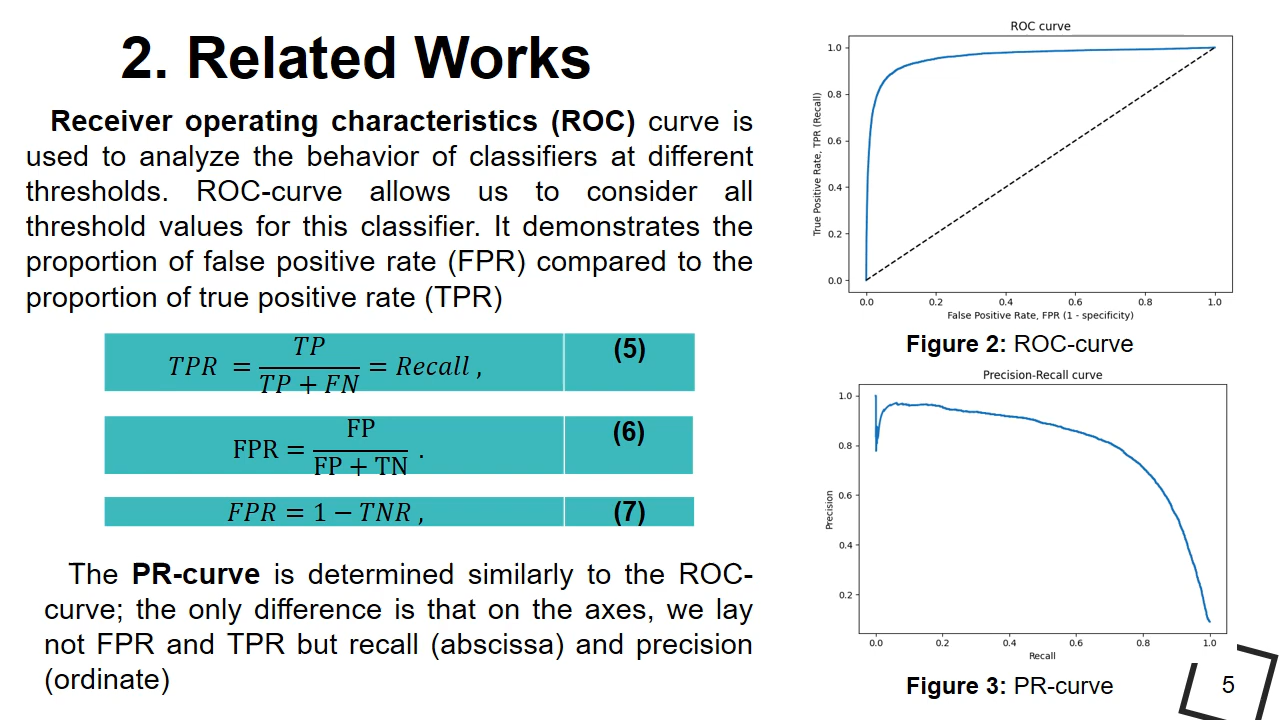 2. Related Works
Receiver operating characteristics (ROC) curve is
used to analyze the behavior of classifiers at different
thresholds. ROC-curve allows us to consider all
threshold values for this classifier. It demonstrates the
proportion of false positive rate (FPR) compared to the
proportion of true positive rate (TPR)
TPR = TP / TP + FN = Recall , (5)
FPR = FP / FP + TN . (6)
FPR = 1 − TNR , (7)
The PR-curve is determined similarly to the ROC-
curve; the only difference is that on the axes, we lay
not FPR and TPR but recall (abscissa) and precision
(ordinate)
ROC curve
True Positive Rate, TPR (Recall)
1.0
0.8
0.6
0.4
0.2
0.0
0.0 0.2 0.4 0.6 0.8 1.0
False Positive Rate, FPR (1 - specificity)
Figure 2: ROC-curve
Precision-Recall curve
Precision
1.0
0.8
0.6
0.4
0.2
0.0 0.2 0.4 0.6 0.8 1.0
Recall
Figure 3: PR-curve
5